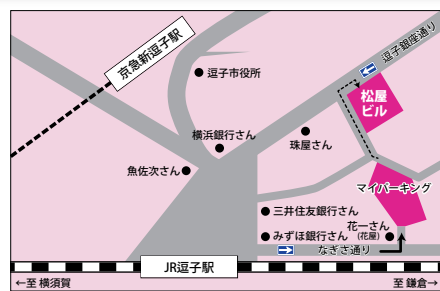 京急新逗子駅
逗子銀座通り
逗子市役所
松屋
ビル
横浜銀行さん
珠屋さん
魚佐次さん
マイパーキング
三井住友銀行さん
花一さん
(花屋)
みずほ銀行さん
なぎさ通り
JR逗子駅
←至 横須賀
至 鎌倉→